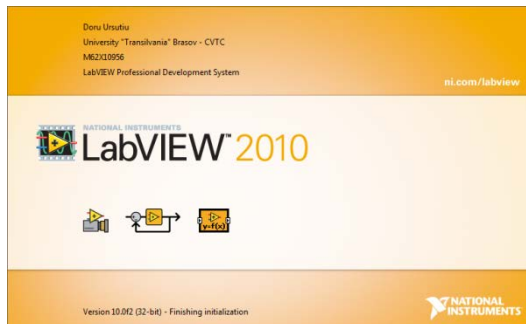 Doru Ursutiu
University "Transilvania" Brasov - CVTC
M62X10956
LabVIEW Professional Development System
ni.com/labview
NATIONAL INSTRUMENTS
LabVIEW™ 2010
y=f(x)
Version 10.0f2 (32-bit) - Finishing initialization
NATIONAL
INSTRUMENTS